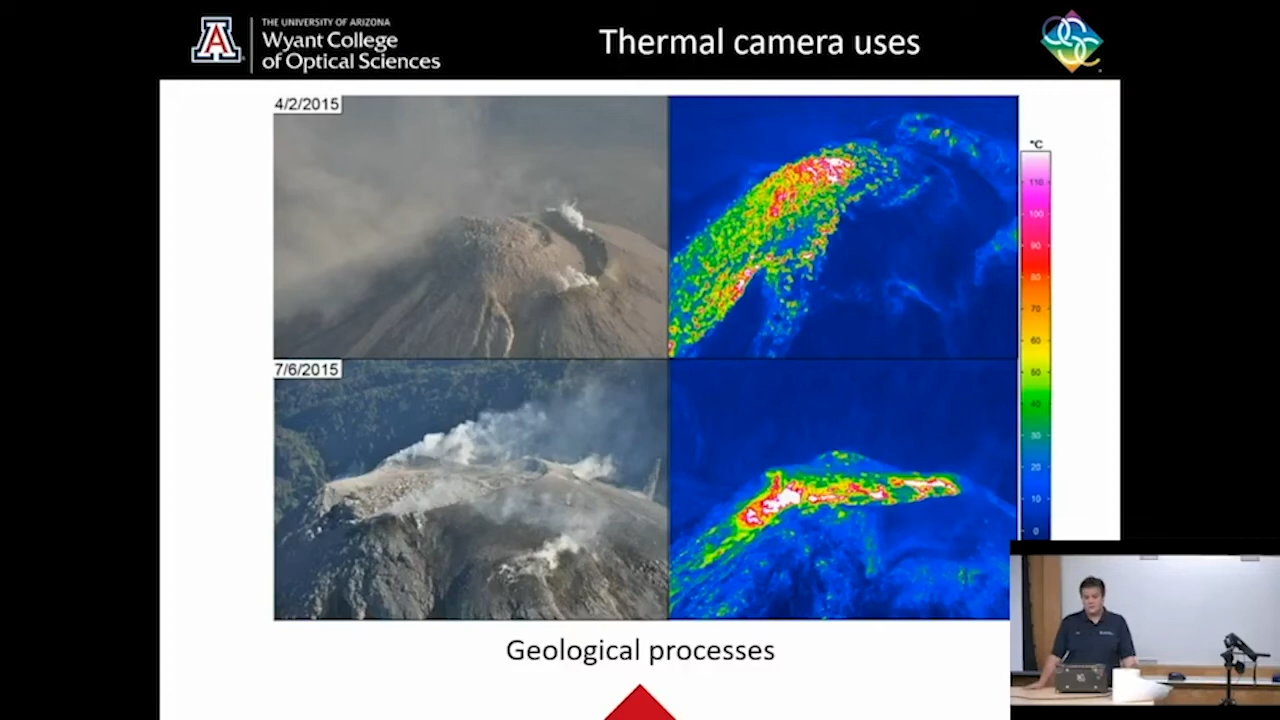 THE UNIVERSITY OF ARIZONA
Wyant College
of Optical Sciences
Thermal camera uses
4/2/2015
°C
110
100
90
80
70
60
50
40
30
20
10
0
7/6/2015
Geological processes